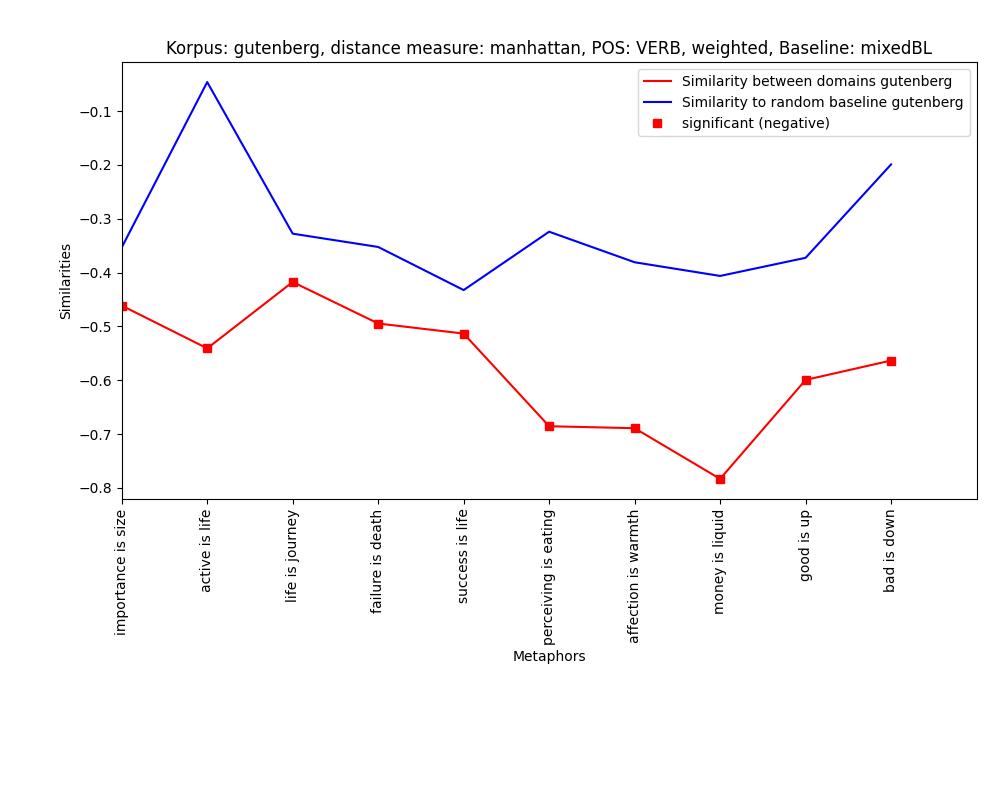 Korpus: gutenberg, distance measure: manhattan, POS: VERB, weighted, Baseline: mixedBL
Similarity between domains gutenberg
Similarity to random baseline gutenberg
significant (negative)
Similarities
−0.1
−0.2
−0.3
−0.4
−0.5
−0.6
−0.7
−0.8
importance is size
active is life
life is journey
failure is death
success is life
perceiving is eating
affection is warmth
money is liquid
good is up
bad is down
Metaphors